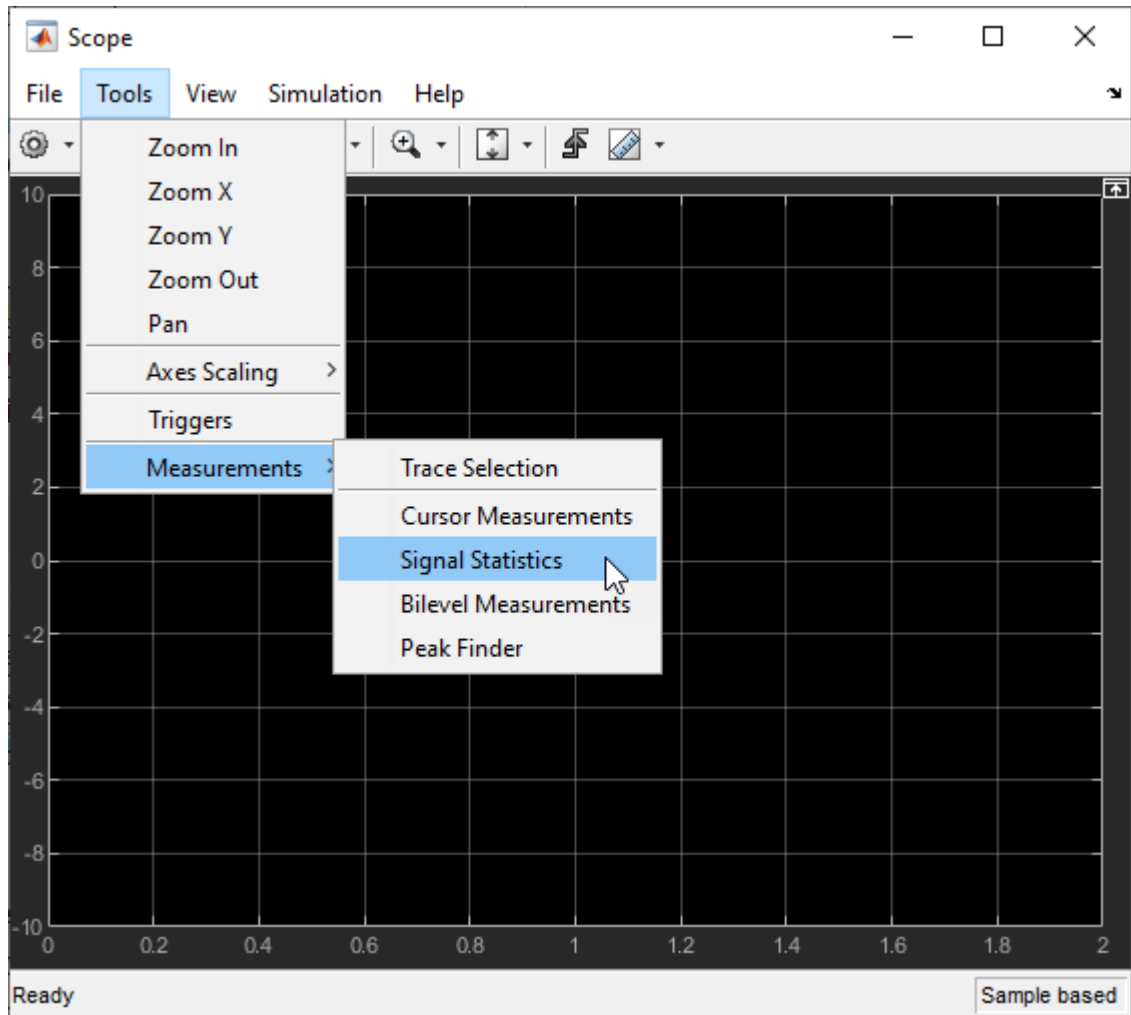 Scope
File Tools View Simulation Help
Zoom In
Zoom X
Zoom Y
Zoom Out
Pan
Axes Scaling
Triggers
Measurements
Trace Selection
Cursor Measurements
Signal Statistics
Bilevel Measurements
Peak Finder
10
8
6
4
2
0
-2
-4
-6
-8
-10
0 0.2 0.4 0.6 0.8 1 1.2 1.4 1.6 1.8 2
Ready Sample based